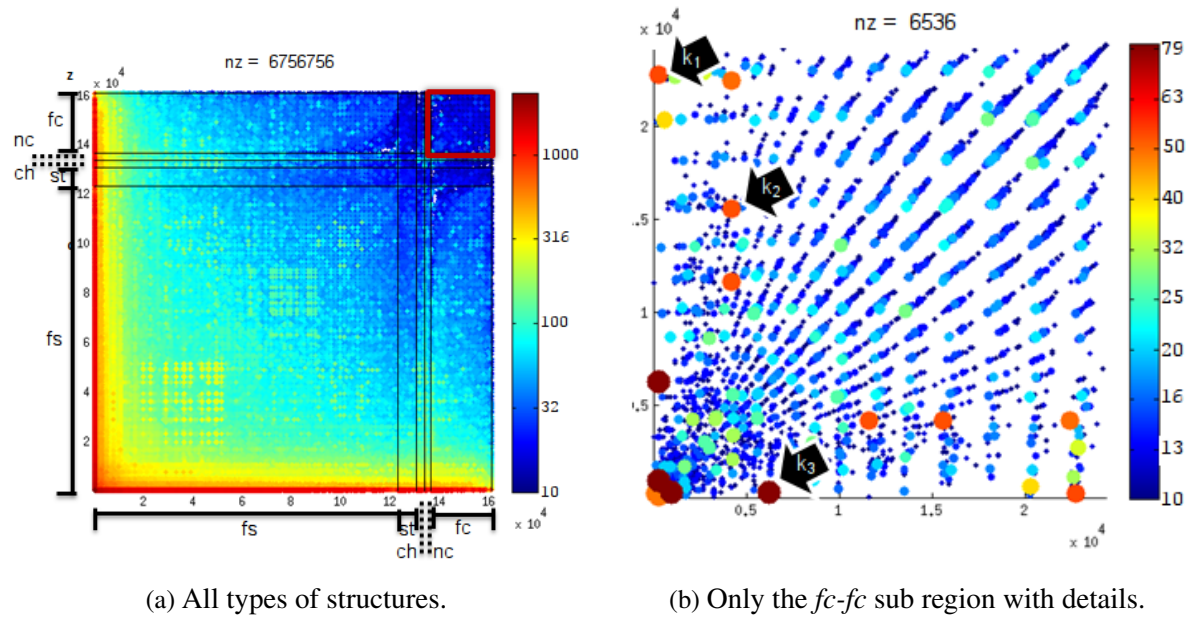 nz = 6756756
z
x 10^4
16
fc
14
nc
ch
st
12
10
8
fs
6
4
2
2
4
6
8
10
12
14
16
x 10^4
fs
st
fc
ch
nc
1000
316
100
32
10
(a) All types of structures.
nz = 6536
x 10^4
k1
2
k2
.5
1
0.5
k3
0.5
1
1.5
2
x 10^4
79
63
50
40
32
25
20
16
13
10
(b) Only the fc-fc sub region with details.